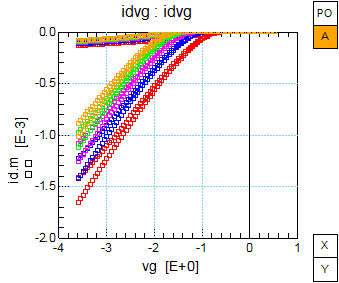 idvg : idvg
PO
A
0.0
-0.5
-1.0
-1.5
-2.0
id.m [E-3]
-4 -3 -2 -1 0 1
vg [E+0]
X
Y